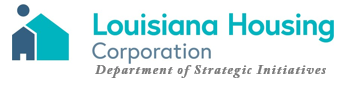 Louisiana Housing
Corporation
Department of Strategic Initiatives